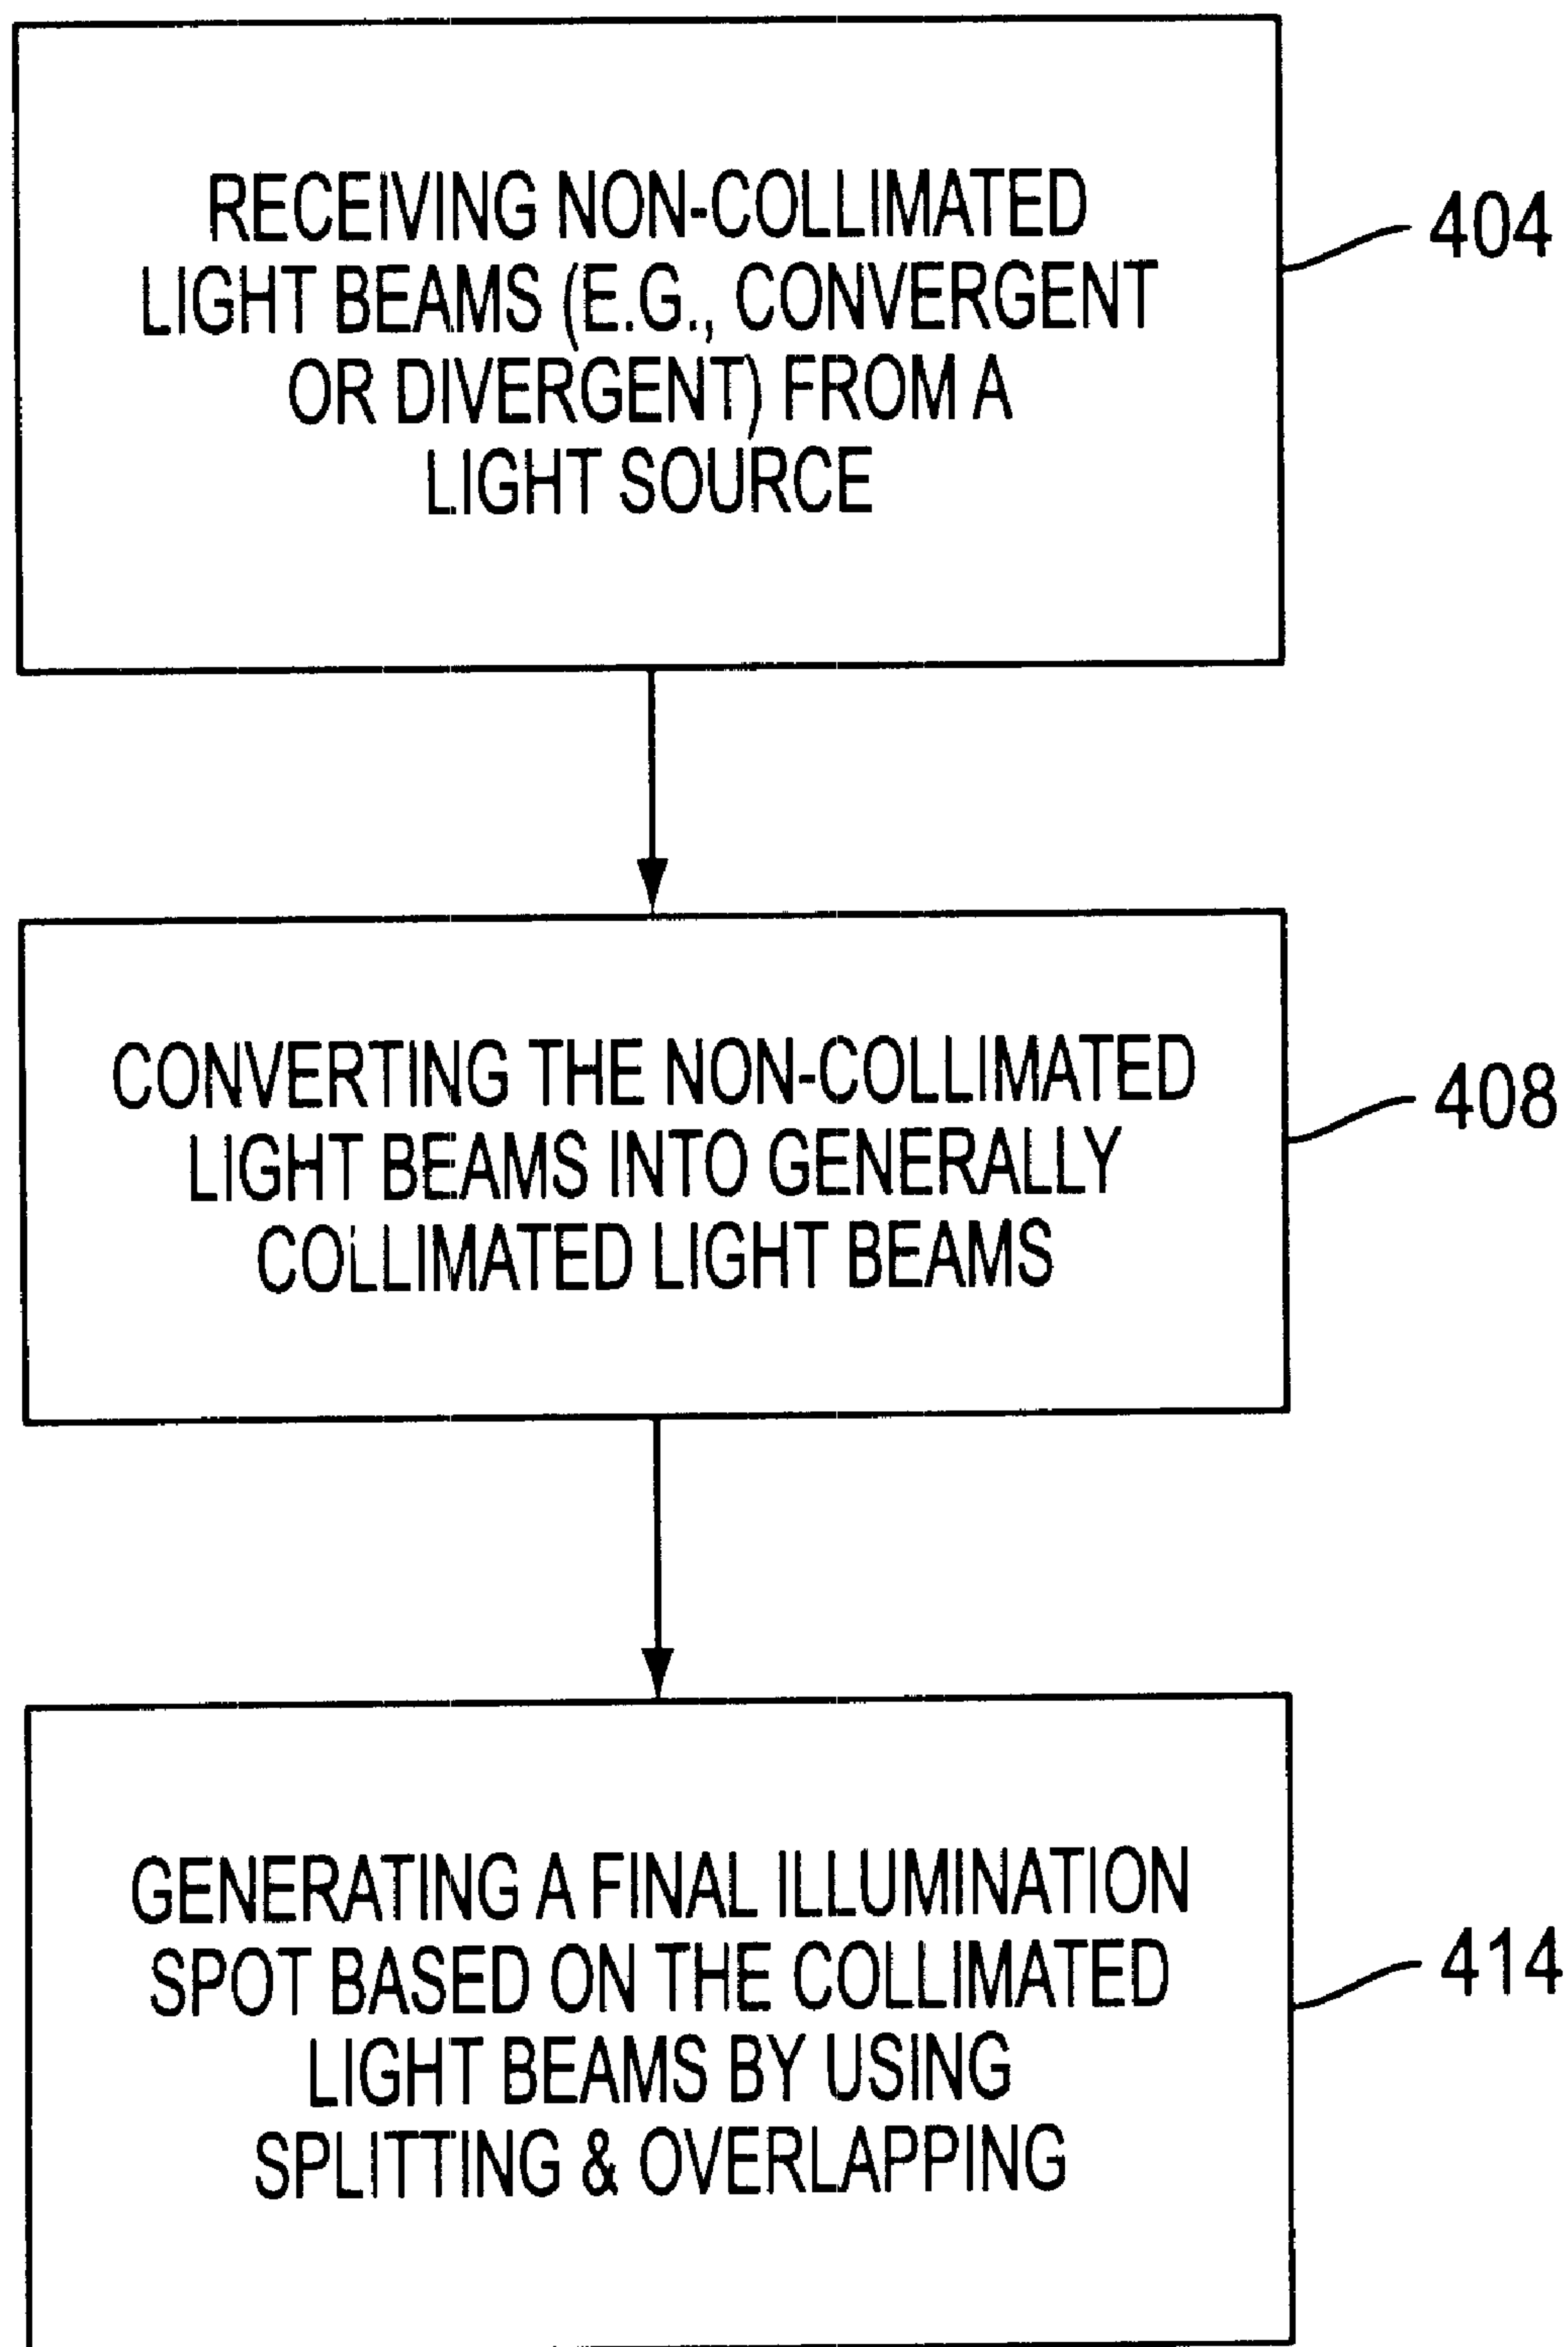 RECEIVING NON-COLLIMATED
LIGHT BEAMS (E.G., CONVERGENT
OR DIVERGENT) FROM A
LIGHT SOURCE
404
CONVERTING THE NON-COLLIMATED
LIGHT BEAMS INTO GENERALLY
COLLIMATED LIGHT BEAMS
408
GENERATING A FINAL ILLUMINATION
SPOT BASED ON THE COLLIMATED
LIGHT BEAMS BY USING
SPLITTING & OVERLAPPING
414